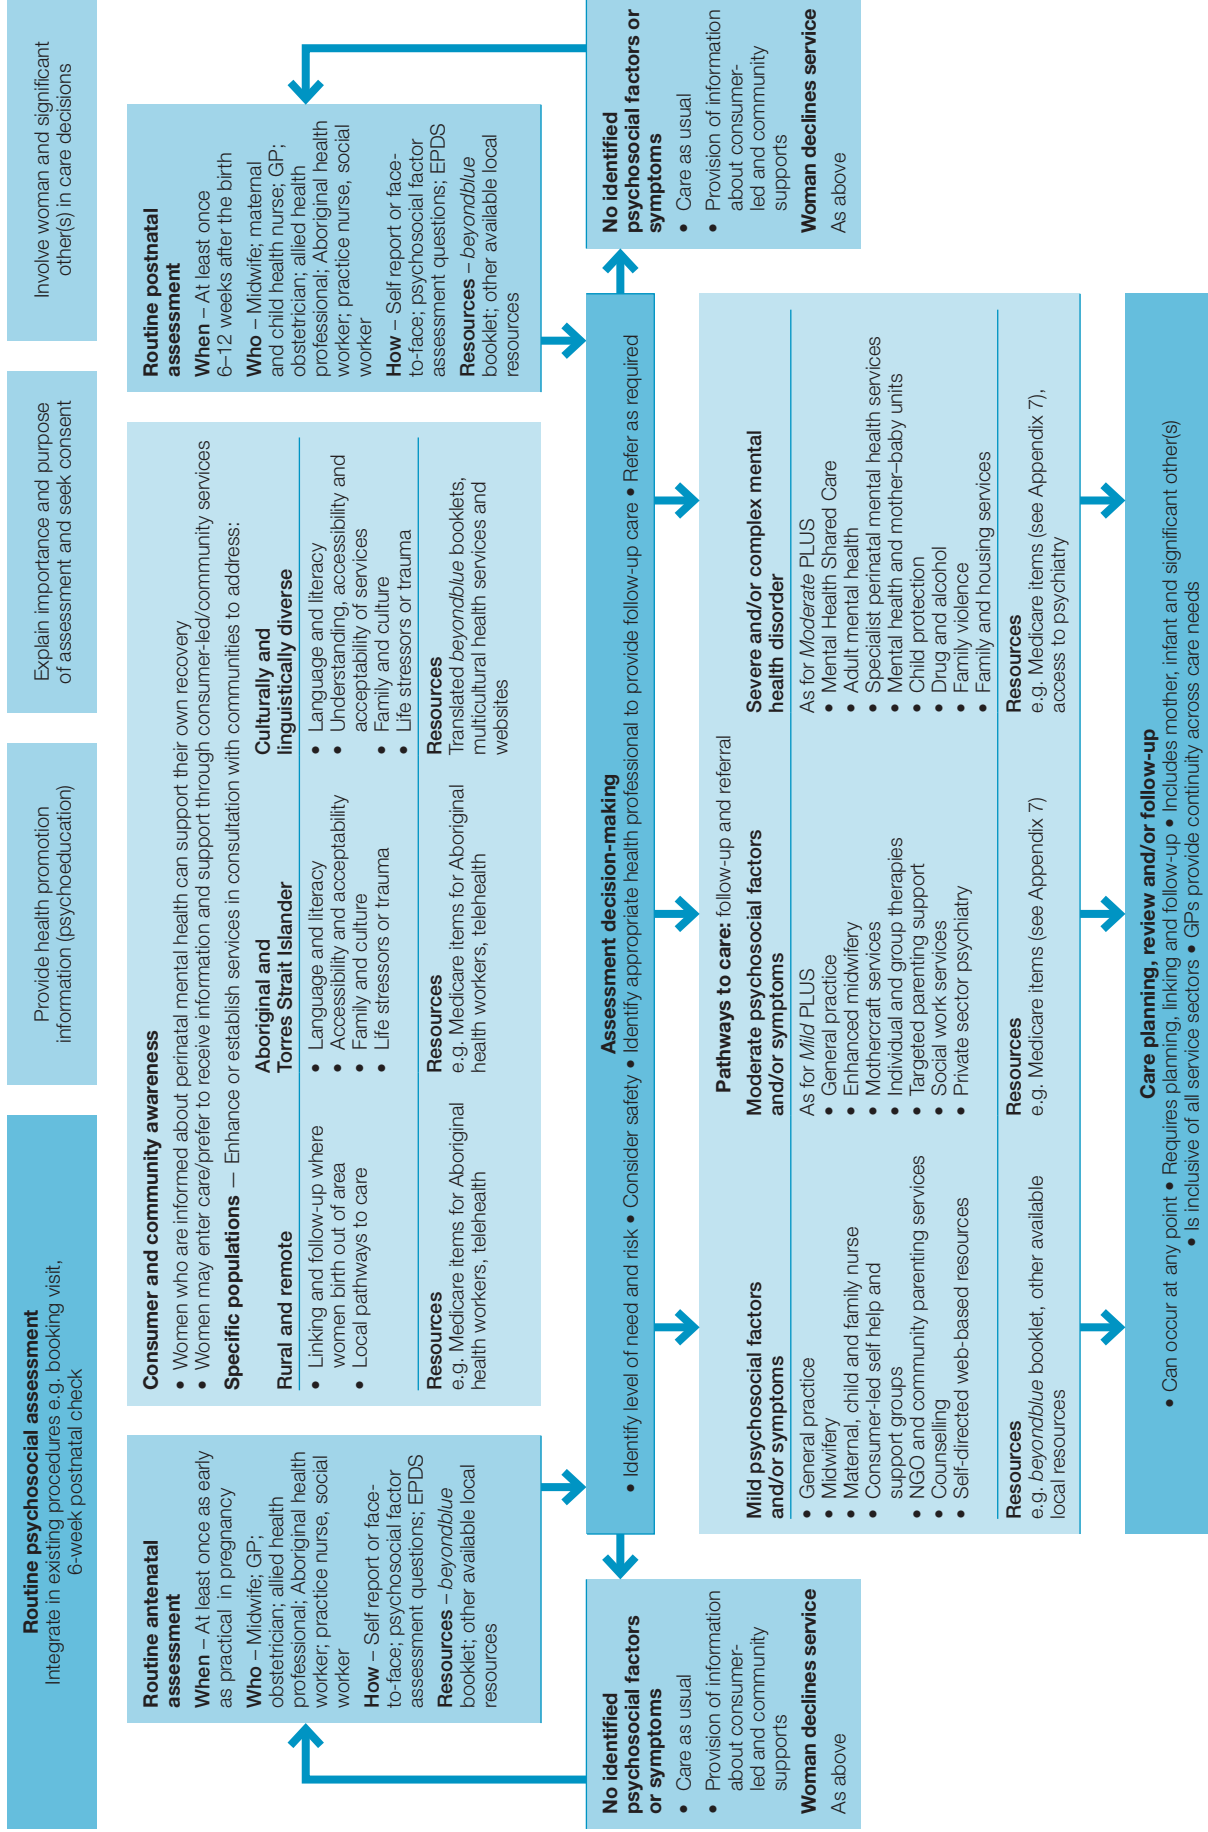 Routine psychosocial assessment
Integrate in existing procedures e.g. booking visit,
6-week postnatal check
Provide health promotion
information (psychoeducation)
Explain importance and purpose
of assessment and seek consent
Involve woman and significant
other(s) in care decisions
Routine antenatal
assessment
When – At least once as early
as practical in pregnancy
Who – Midwife; GP;
obstetrician; allied health
professional; Aboriginal health
worker; practice nurse, social
worker
How – Self report or face-
to-face; psychosocial factor
assessment questions; EPDS
Resources – beyondblue
booklet; other available local
resources
Consumer and community awareness
• Women who are informed about perinatal mental health can support their own recovery
• Women may enter care/prefer to receive information and support through consumer-led/community services
Specific populations — Enhance or establish services in consultation with communities to address:
Rural and remote
• Linking and follow-up where
women birth out of area
• Local pathways to care
Resources
e.g. Medicare items for Aboriginal
health workers, telehealth
Aboriginal and
Torres Strait Islander
• Language and literacy
• Accessibility and acceptability
• Family and culture
• Life stressors or trauma
Resources
e.g. Medicare items for Aboriginal
health workers, telehealth
Culturally and
linguistically diverse
• Language and literacy
• Understanding, accessibility and
acceptability of services
• Family and culture
• Life stressors or trauma
Resources
Translated beyondblue booklets,
multicultural health services and
websites
Routine postnatal
assessment
When – At least once
6–12 weeks after the birth
Who – Midwife; maternal
and child health nurse; GP;
obstetrician; allied health
professional; Aboriginal health
worker; practice nurse, social
worker
How – Self report or face-
to-face; psychosocial factor
assessment questions; EPDS
Resources – beyondblue
booklet; other available local
resources
No identified
psychosocial factors
or symptoms
• Care as usual
• Provision of information
about consumer-
led and community
supports
Woman declines service
As above
Assessment decision-making
• Identify level of need and risk • Consider safety • Identify appropriate health professional to provide follow-up care • Refer as required
No identified
psychosocial factors or
symptoms
• Care as usual
• Provision of information
about consumer-
led and community
supports
Woman declines service
As above
Pathways to care: follow-up and referral
Mild psychosocial factors
and/or symptoms
• General practice
• Midwifery
• Maternal, child and family nurse
• Consumer-led self help and
support groups
• NGO and community parenting services
• Counselling
• Self-directed web-based resources
Resources
e.g. beyondblue booklet, other available
local resources
Moderate psychosocial factors
and/or symptoms
As for Mild PLUS
• General practice
• Enhanced midwifery
• Mothercraft services
• Individual and group therapies
• Targeted parenting support
• Social work services
• Private sector psychiatry
Resources
e.g. Medicare items (see Appendix 7)
Severe and/or complex mental
health disorder
As for Moderate PLUS
• Mental Health Shared Care
• Adult mental health
• Specialist perinatal mental health services
• Mental health and mother–baby units
• Child protection
• Drug and alcohol
• Family violence
• Family and housing services
Resources
e.g. Medicare items (see Appendix 7),
access to psychiatry
Care planning, review and/or follow-up
• Can occur at any point • Requires planning, linking and follow-up • Includes mother, infant and significant other(s)
• Is inclusive of all service sectors • GPs provide continuity across care needs